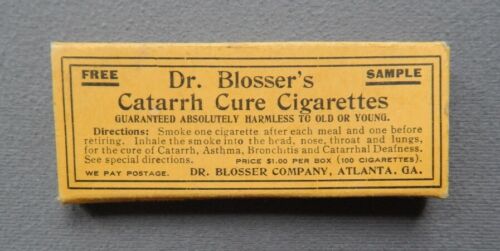 FREE Dr. Blosser's SAMPLE
Catarrh Cure Cigarettes
GUARANTEED ABSOLUTELY HARMLESS TO OLD OR YOUNG.
Directions: Smoke one cigarette after each meal and one before
retiring. Inhale the smoke into the head, nose, throat and lungs,
for the cure of Catarrh, Asthma, Bronchitis and Catarrhal Deafness.
See special directions. PRICE $1.00 PER BOX (100 CIGARETTES).
WE PAY POSTAGE. DR. BLOSSER COMPANY, ATLANTA, GA.